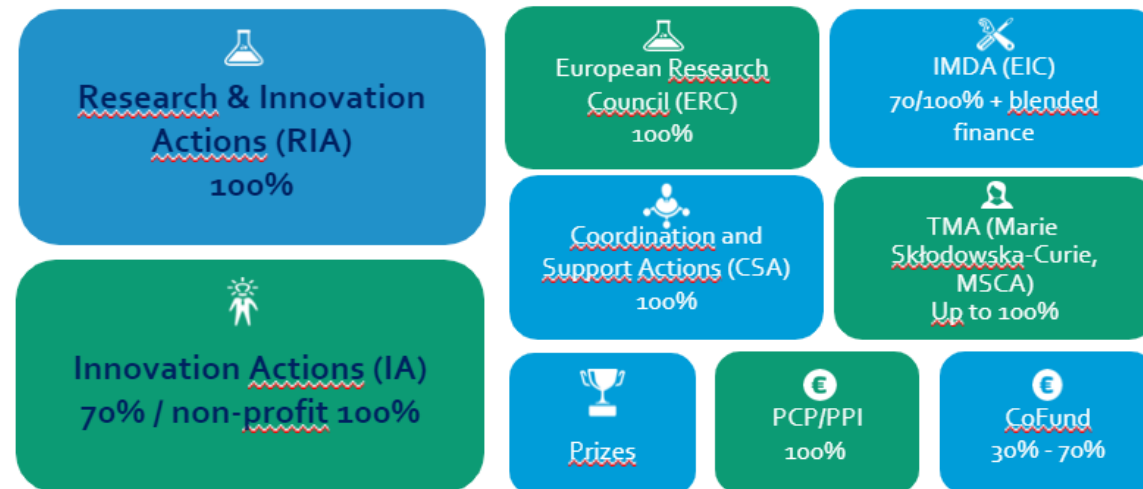 Research & Innovation
Actions (RIA)
100%
Innovation Actions (IA)
70% / non-profit 100%
European Research
Council (ERC)
100%
IMDA (EIC)
70/100% + blended
finance
Coordination and
Support Actions (CSA)
100%
TMA (Marie
Skłodowska-Curie,
MSCA)
Up to 100%
Prizes
€
PCP/PPI
100%
€
CoFund
30% - 70%